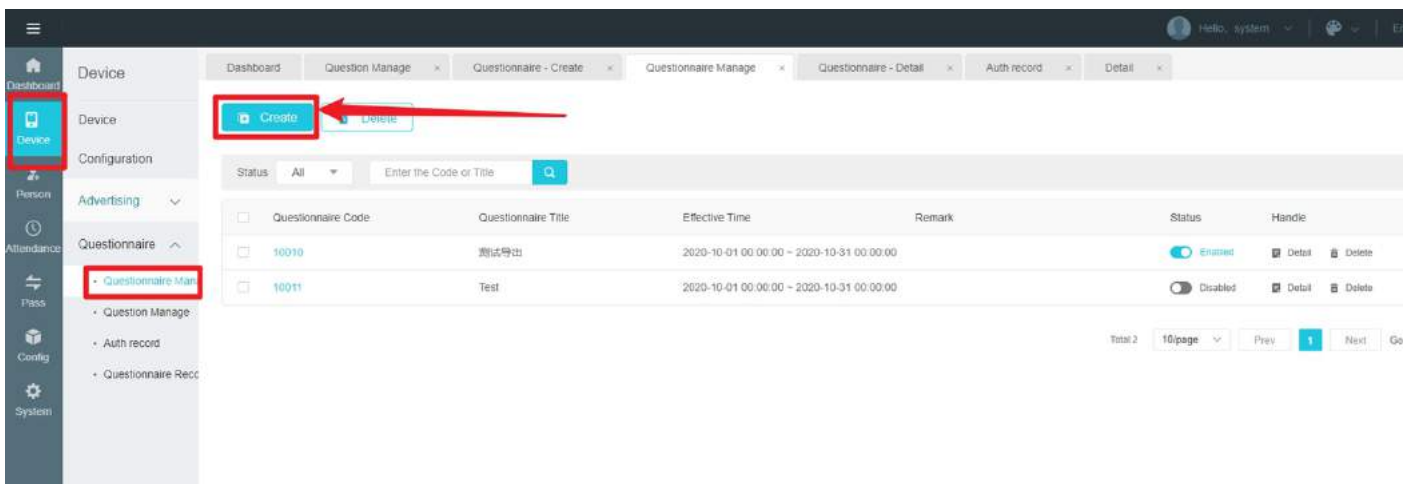 Hello, system
Dashboard
Device
Person
Attendance
Pass
Config
System
Device
Device
Configuration
Advertising
Questionnaire
Questionnaire Mana
Question Manage
Auth record
Questionnaire Reco
Dashboard Question Manage × Questionnaire - Create × Questionnaire Manage × Questionnaire - Detail × Auth record × Detail ×
Create Delete
Status All Enter the Code or Title
Questionnaire Code Questionnaire Title Effective Time Remark Status Handle
10010 测试导出 2020-10-01 00:00:00 ~ 2020-10-31 00:00:00 Enabled Detail Delete
10011 Test 2020-10-01 00:00:00 ~ 2020-10-31 00:00:00 Disabled Detail Delete
Total 2 10/page Prev 1 Next Go